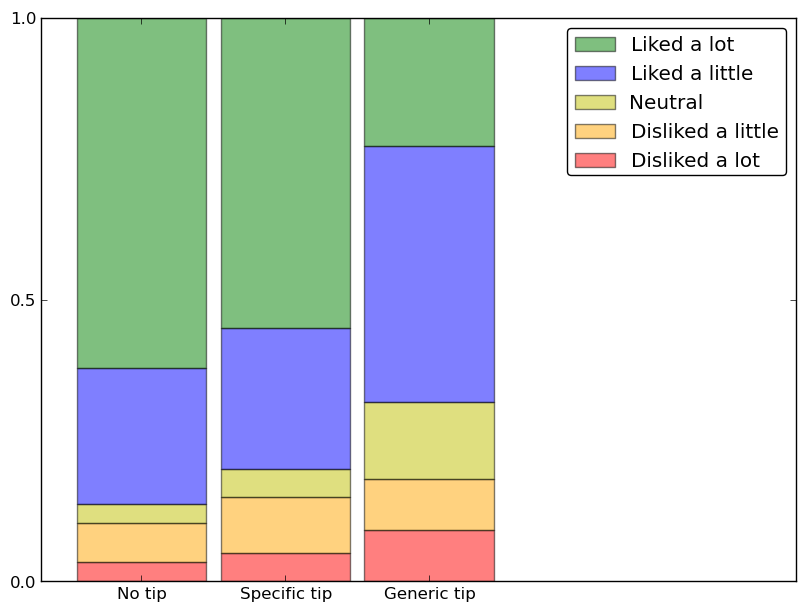 1.0
0.5
0.0
No tip
Specific tip
Generic tip
Liked a lot
Liked a little
Neutral
Disliked a little
Disliked a lot